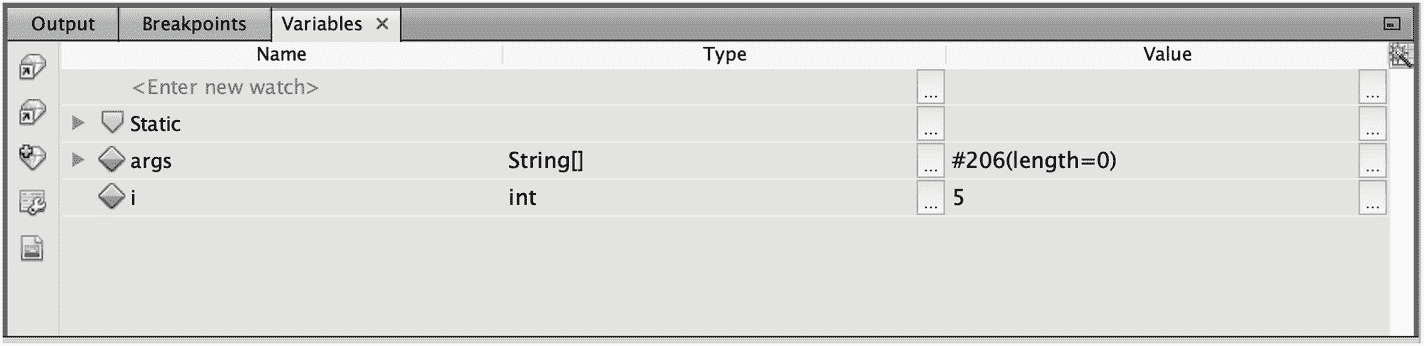 Output Breakpoints Variables ×
Name Type Value
<Enter new watch> ... ...
Static ... ...
args String[] ... #206(length=0) ...
i int ... 5 ...